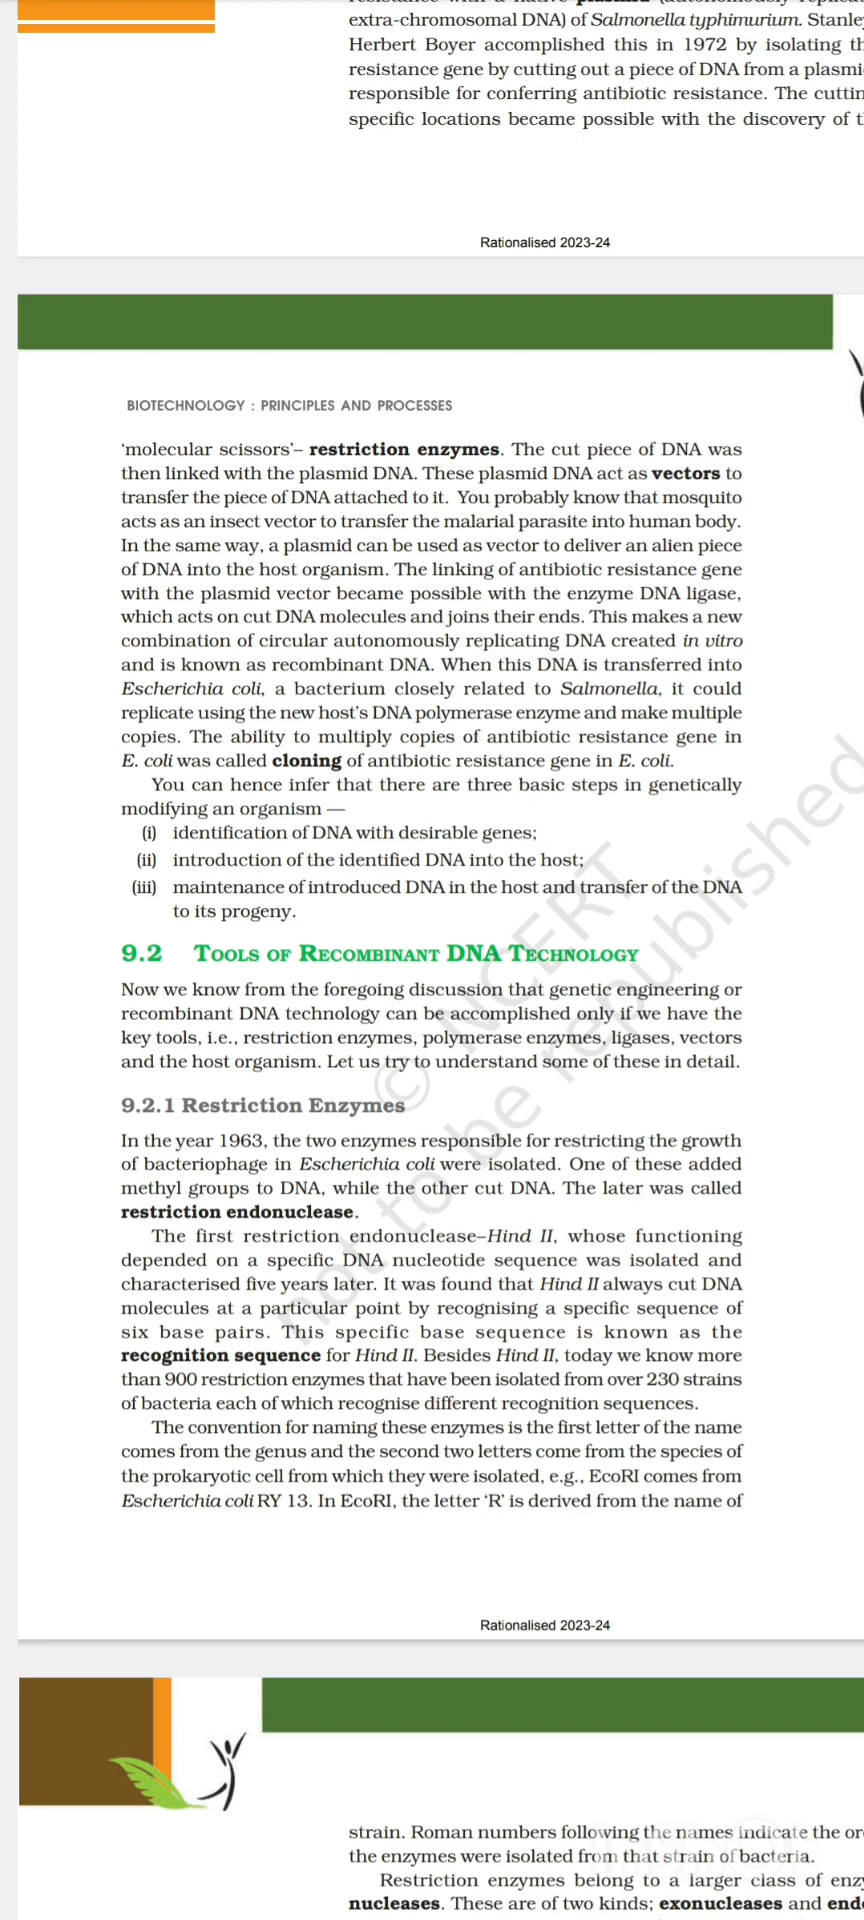 extra-chromosomal DNA) of Salmonella typhimurium. Stanley
Herbert Boyer accomplished this in 1972 by isolating th
resistance gene by cutting out a piece of DNA from a plasmi
responsible for conferring antibiotic resistance. The cuttin
specific locations became possible with the discovery of t
Rationalised 2023-24
BIOTECHNOLOGY : PRINCIPLES AND PROCESSES
‘molecular scissors’– restriction enzymes. The cut piece of DNA was
then linked with the plasmid DNA. These plasmid DNA act as vectors to
transfer the piece of DNA attached to it. You probably know that mosquito
acts as an insect vector to transfer the malarial parasite into human body.
In the same way, a plasmid can be used as vector to deliver an alien piece
of DNA into the host organism. The linking of antibiotic resistance gene
with the plasmid vector became possible with the enzyme DNA ligase,
which acts on cut DNA molecules and joins their ends. This makes a new
combination of circular autonomously replicating DNA created in vitro
and is known as recombinant DNA. When this DNA is transferred into
Escherichia coli, a bacterium closely related to Salmonella, it could
replicate using the new host's DNA polymerase enzyme and make multiple
copies. The ability to multiply copies of antibiotic resistance gene in
E. coli was called cloning of antibiotic resistance gene in E. coli.
You can hence infer that there are three basic steps in genetically
modifying an organism —
(i) identification of DNA with desirable genes;
(ii) introduction of the identified DNA into the host;
(iii) maintenance of introduced DNA in the host and transfer of the DNA
to its progeny.
9.2 TOOLS OF RECOMBINANT DNA TECHNOLOGY
Now we know from the foregoing discussion that genetic engineering or
recombinant DNA technology can be accomplished only if we have the
key tools, i.e., restriction enzymes, polymerase enzymes, ligases, vectors
and the host organism. Let us try to understand some of these in detail.
9.2.1 Restriction Enzymes
In the year 1963, the two enzymes responsible for restricting the growth
of bacteriophage in Escherichia coli were isolated. One of these added
methyl groups to DNA, while the other cut DNA. The later was called
restriction endonuclease.
The first restriction endonuclease–Hind II, whose functioning
depended on a specific DNA nucleotide sequence was isolated and
characterised five years later. It was found that Hind II always cut DNA
molecules at a particular point by recognising a specific sequence of
six base pairs. This specific base sequence is known as the
recognition sequence for Hind II. Besides Hind II, today we know more
than 900 restriction enzymes that have been isolated from over 230 strains
of bacteria each of which recognise different recognition sequences.
The convention for naming these enzymes is the first letter of the name
comes from the genus and the second two letters come from the species of
the prokaryotic cell from which they were isolated, e.g., EcoRI comes from
Escherichia coli RY 13. In EcoRI, the letter ‘R’ is derived from the name of
© NCERT
not to be republished
Rationalised 2023-24
strain. Roman numbers following the names indicate the or
the enzymes were isolated from that strain of bacteria.
Restriction enzymes belong to a larger class of enzy
nucleases. These are of two kinds; exonucleases and end